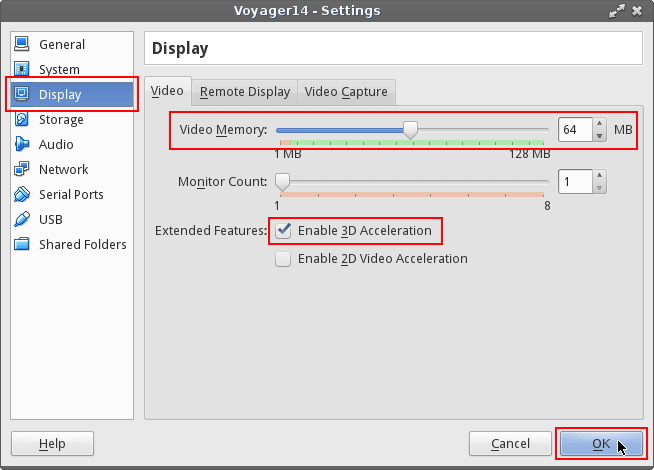 Voyager14 - Settings
General
System
Display
Storage
Audio
Network
Serial Ports
USB
Shared Folders
Display
Video
Remote Display
Video Capture
Video Memory:
64
MB
1 MB
128 MB
Monitor Count:
1
1
8
Extended Features:
Enable 3D Acceleration
Enable 2D Video Acceleration
Help
Cancel
OK